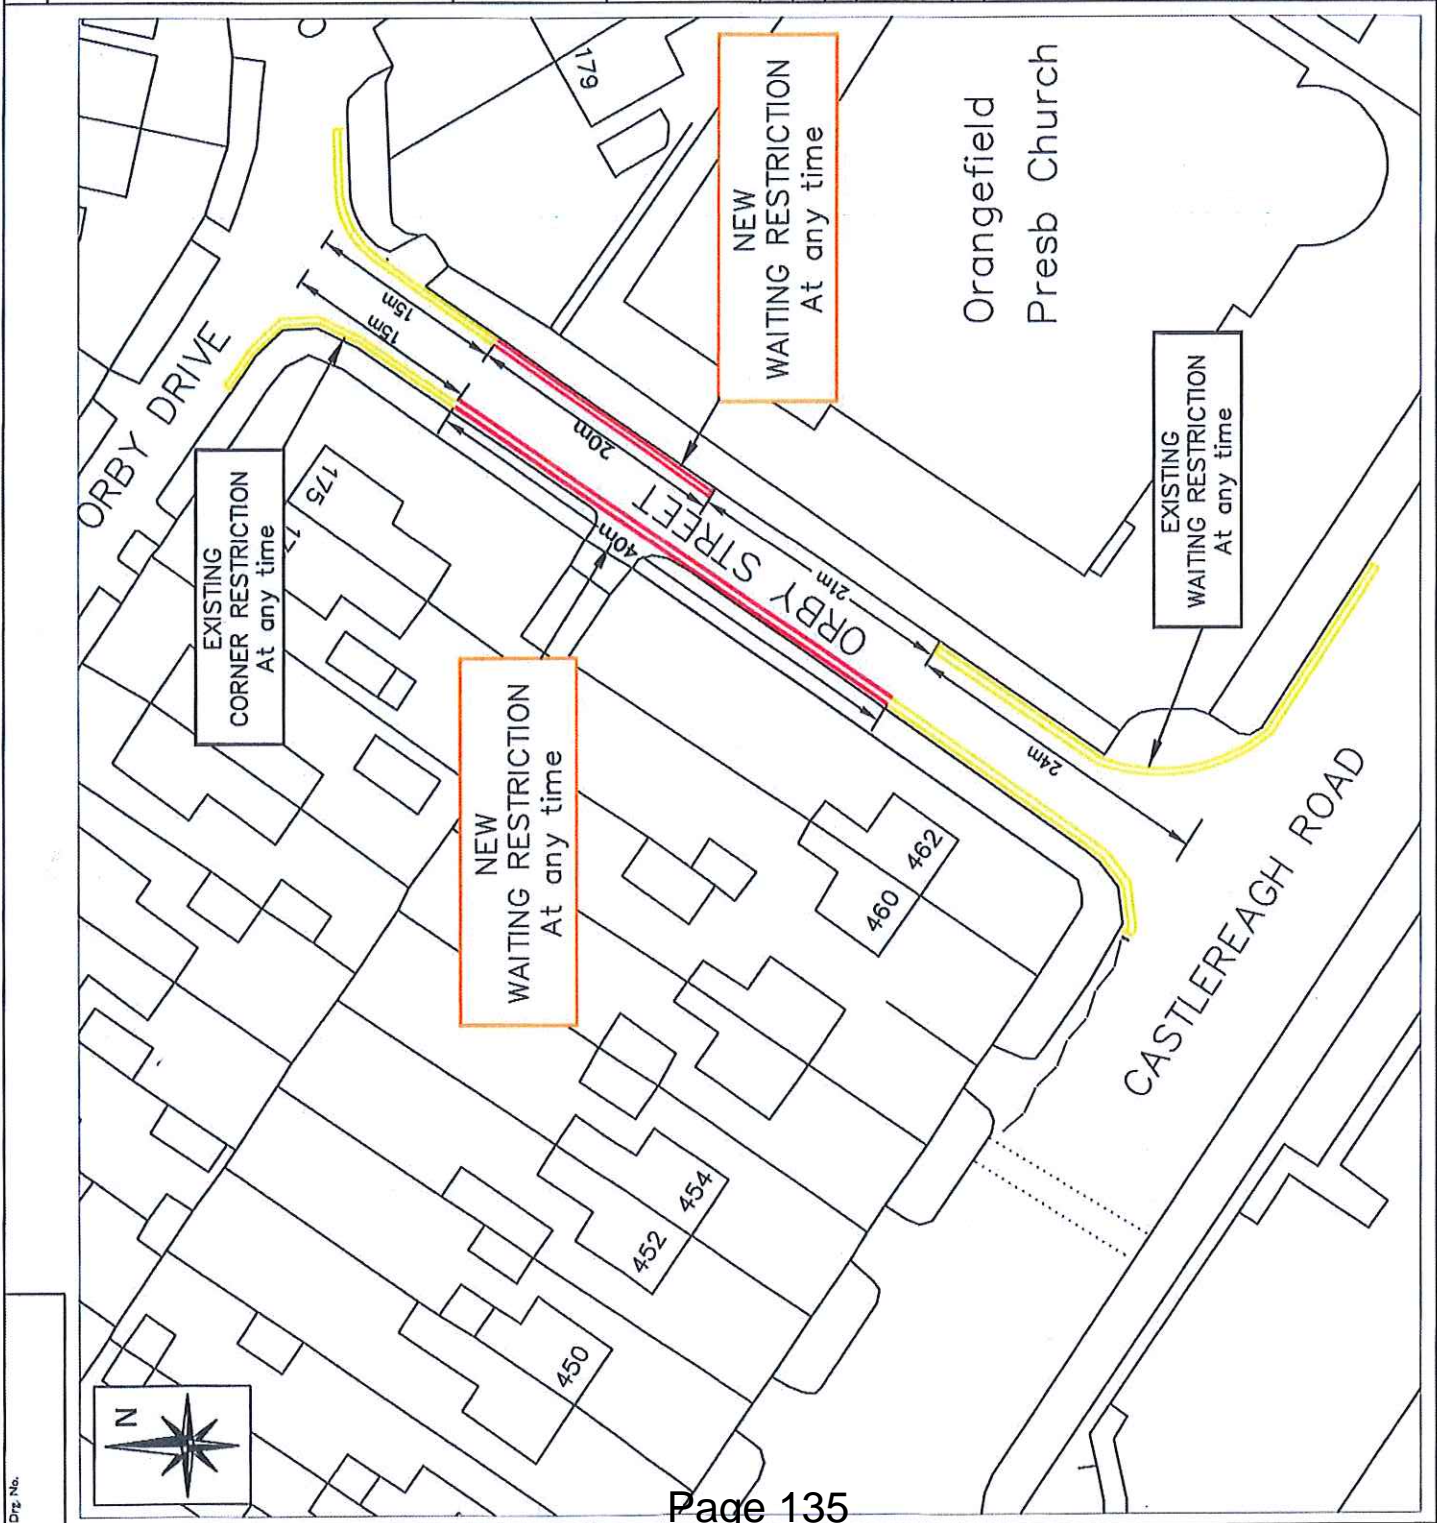 179
NEW
WAITING RESTRICTION
At any time
Orangefield
Presb Church
15m
15m
ORBY DRIVE
20m
EXISTING
CORNER RESTRICTION
At any time
175
17
40m
ORBY STREET
21m
EXISTING
WAITING RESTRICTION
At any time
NEW
WAITING RESTRICTION
At any time
24m
462
460
CASTLEREAGH ROAD
454
452
450
N
Drg No.
Page 135